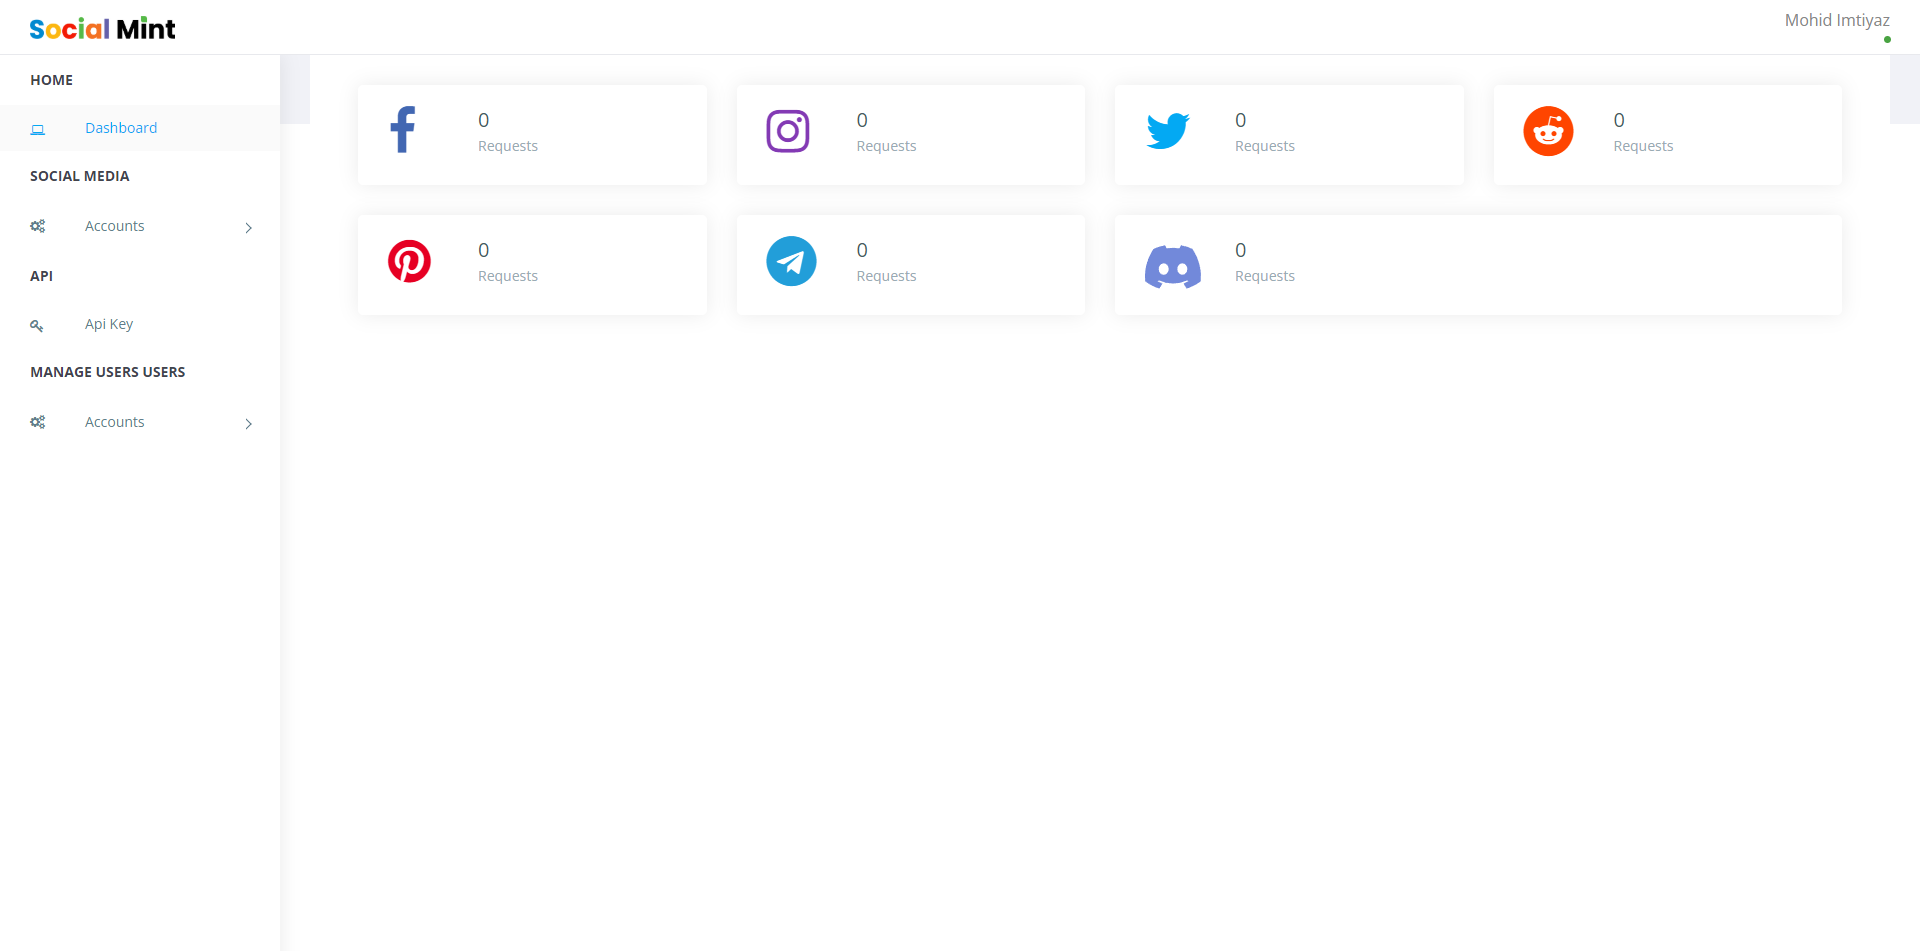 Social Mint
Mohid Imtiyaz
HOME
Dashboard
SOCIAL MEDIA
Accounts
API
Api Key
MANAGE USERS USERS
Accounts
0
Requests
0
Requests
0
Requests
0
Requests
0
Requests
0
Requests
0
Requests